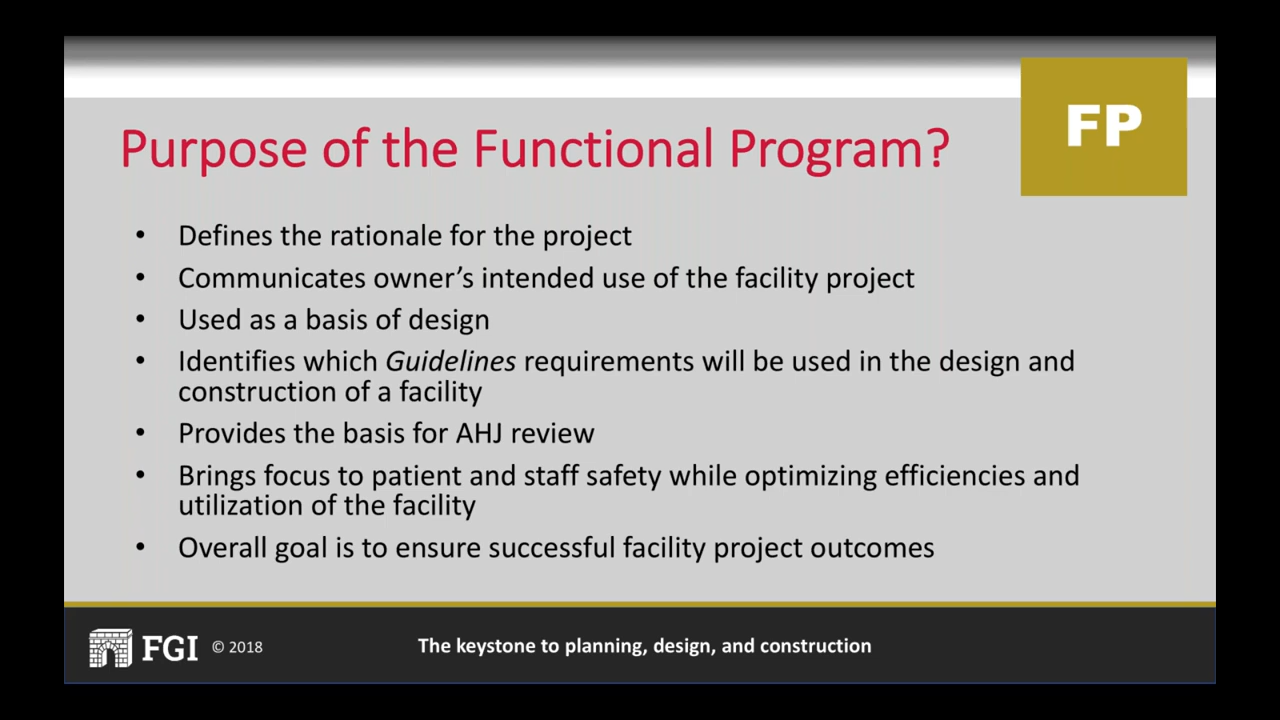 FP
Purpose of the Functional Program?
• Defines the rationale for the project
• Communicates owner’s intended use of the facility project
• Used as a basis of design
• Identifies which Guidelines requirements will be used in the design and
construction of a facility
• Provides the basis for AHJ review
• Brings focus to patient and staff safety while optimizing efficiencies and
utilization of the facility
• Overall goal is to ensure successful facility project outcomes
FGI © 2018
The keystone to planning, design, and construction